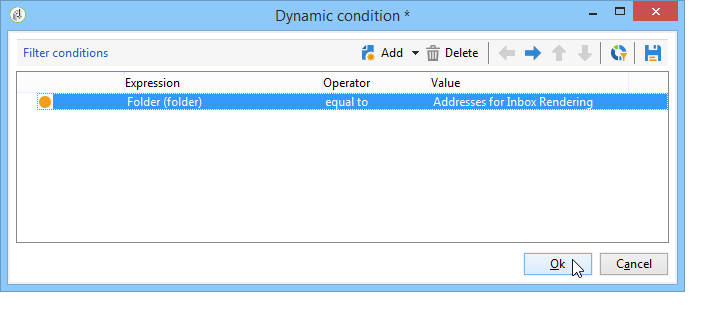 Dynamic condition *
Filter conditions Add Delete
Expression Operator Value
Folder (folder) equal to Addresses for Inbox Rendering
Ok Cancel